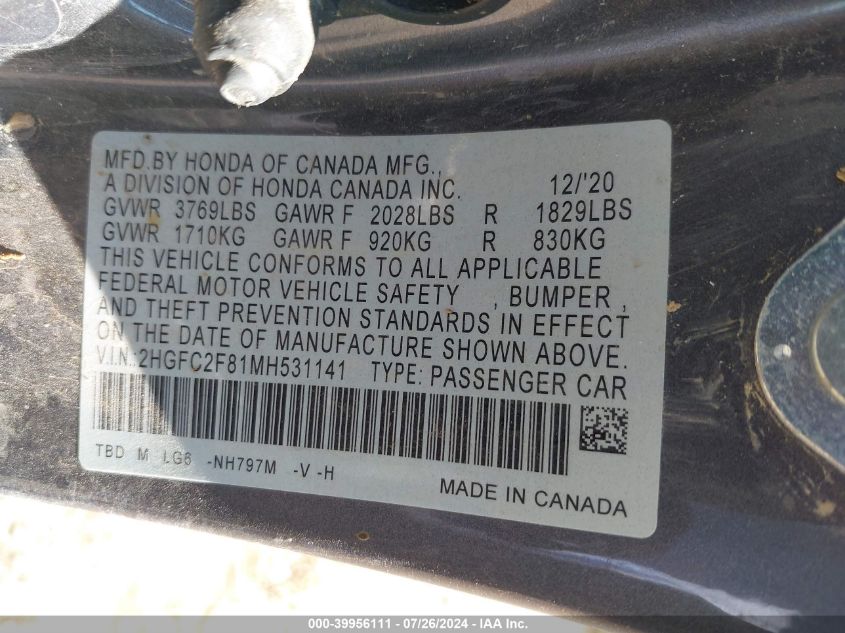 MFD.BY HONDA OF CANADA MFG.,
A DIVISION OF HONDA CANADA INC. 12/'20
GVWR 3769LBS GAWR F 2028LBS R 1829LBS
GVWR 1710KG GAWR F 920KG R 830KG
THIS VEHICLE CONFORMS TO ALL APPLICABLE
FEDERAL MOTOR VEHICLE SAFETY , BUMPER ,
AND THEFT PREVENTION STANDARDS IN EFFECT
ON THE DATE OF MANUFACTURE SHOWN ABOVE.
V.I.N.:2HGFC2F81MH531141 TYPE: PASSENGER CAR
TBD M LG6 -NH797M -V -H
MADE IN CANADA
000-39956111 - 07/26/2024 - © IAA, Inc.